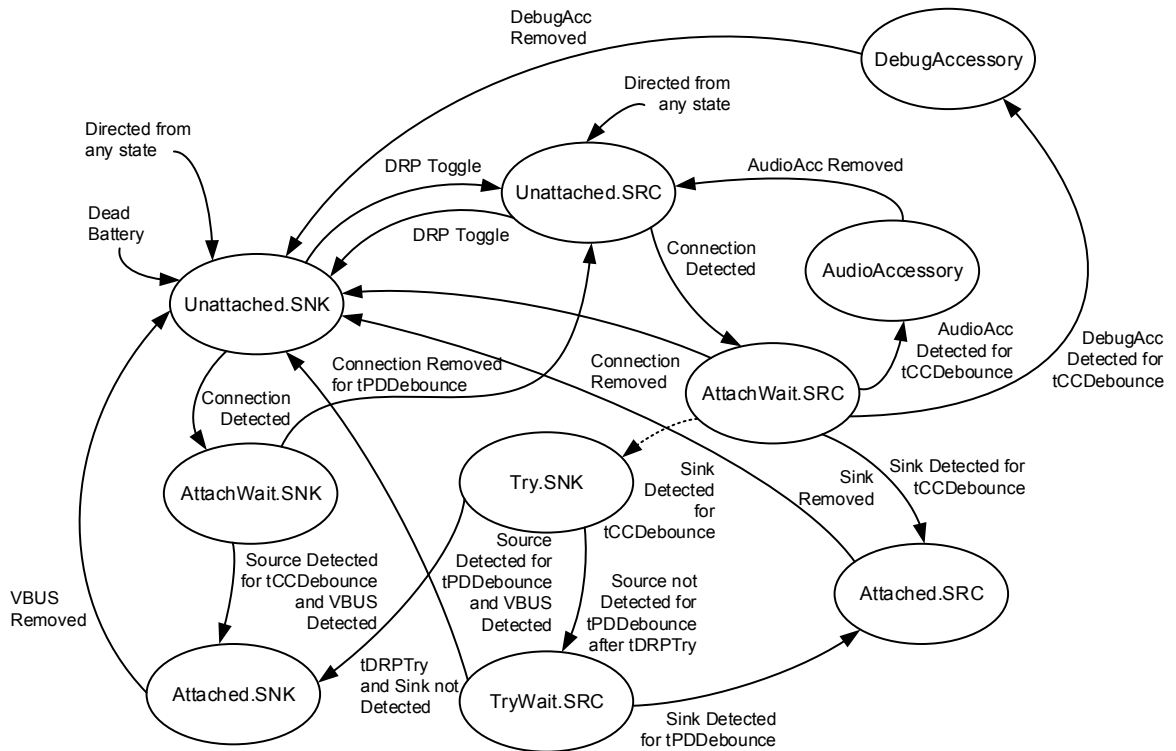 DebugAcc
Removed
DebugAccessory
Directed from
any state
Directed from
any state
DRP Toggle
Unattached.SRC
AudioAcc Removed
Dead
Battery
DRP Toggle
Connection
Detected
AudioAccessory
Unattached.SNK
AudioAcc
Detected for
tCCDebounce
DebugAcc
Detected for
tCCDebounce
Connection Removed
for tPDDebounce
Connection
Removed
AttachWait.SRC
Connection
Detected
AttachWait.SNK
Try.SNK
Sink
Detected
for
tCCDebounce
Sink
Removed
Sink Detected for
tCCDebounce
Source Detected
for tCCDebounce
and VBUS
Detected
Source
Detected for
tPDDebounce
and VBUS
Detected
Source not
Detected for
tPDDebounce
after tDRPTry
Attached.SRC
VBUS
Removed
Attached.SNK
tDRPTry
and Sink not
Detected
TryWait.SRC
Sink Detected
for tPDDebounce